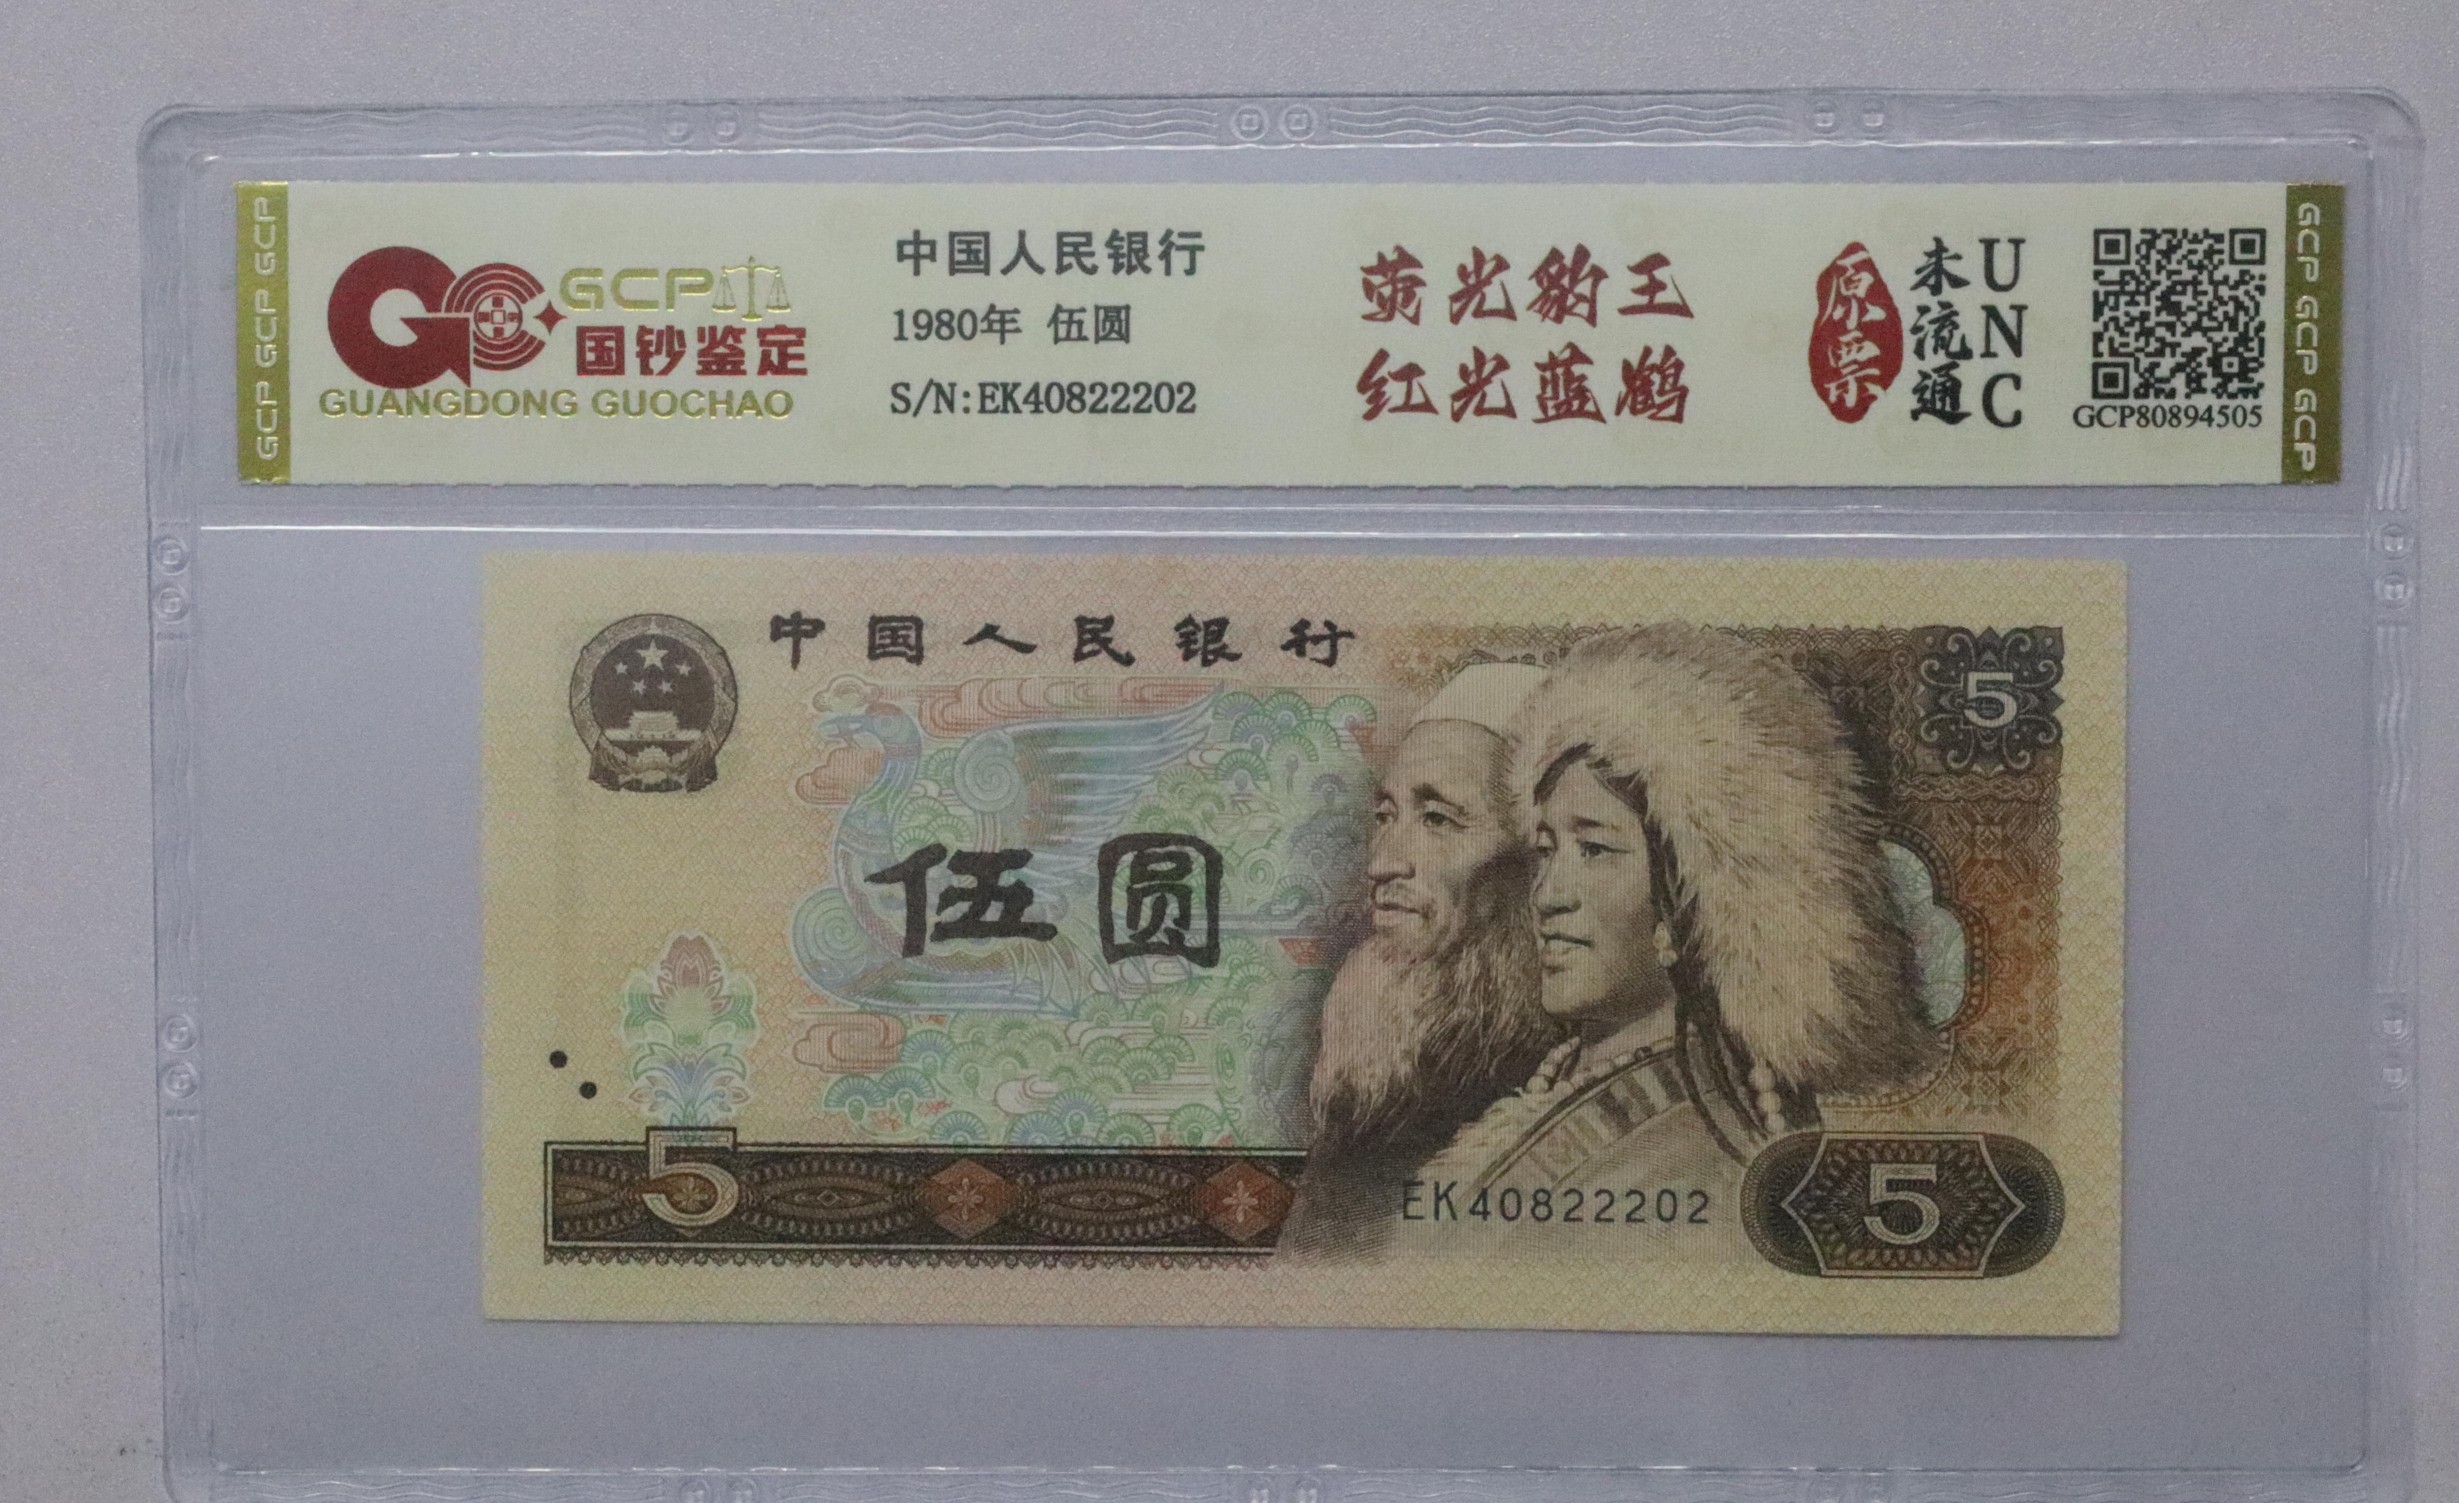 GCP GCP GCP
GCP
国钞鉴定
GUANGDONG GUOCHAO
中国人民银行
1980年 伍圆
S/N:EK40822202
荧光豹王
红光蓝鹤
原票
未流通
UNC
GCP80894505
GCP GCP GCP
中国人民银行
5
伍圆
5
EK40822202
5